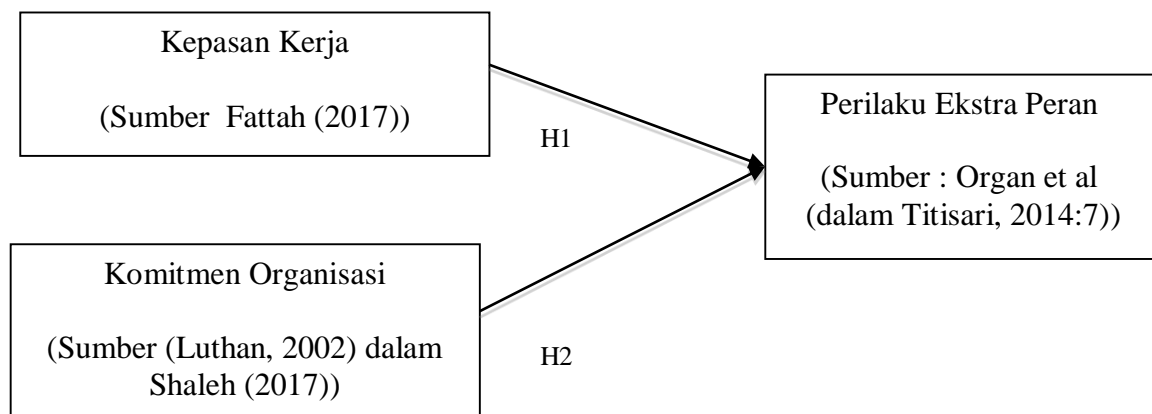 Kepasan Kerja
(Sumber Fattah (2017))
H1
Perilaku Ekstra Peran
(Sumber : Organ et al
(dalam Titisari, 2014:7))
Komitmen Organisasi
(Sumber (Luthan, 2002) dalam
Shaleh (2017))
H2